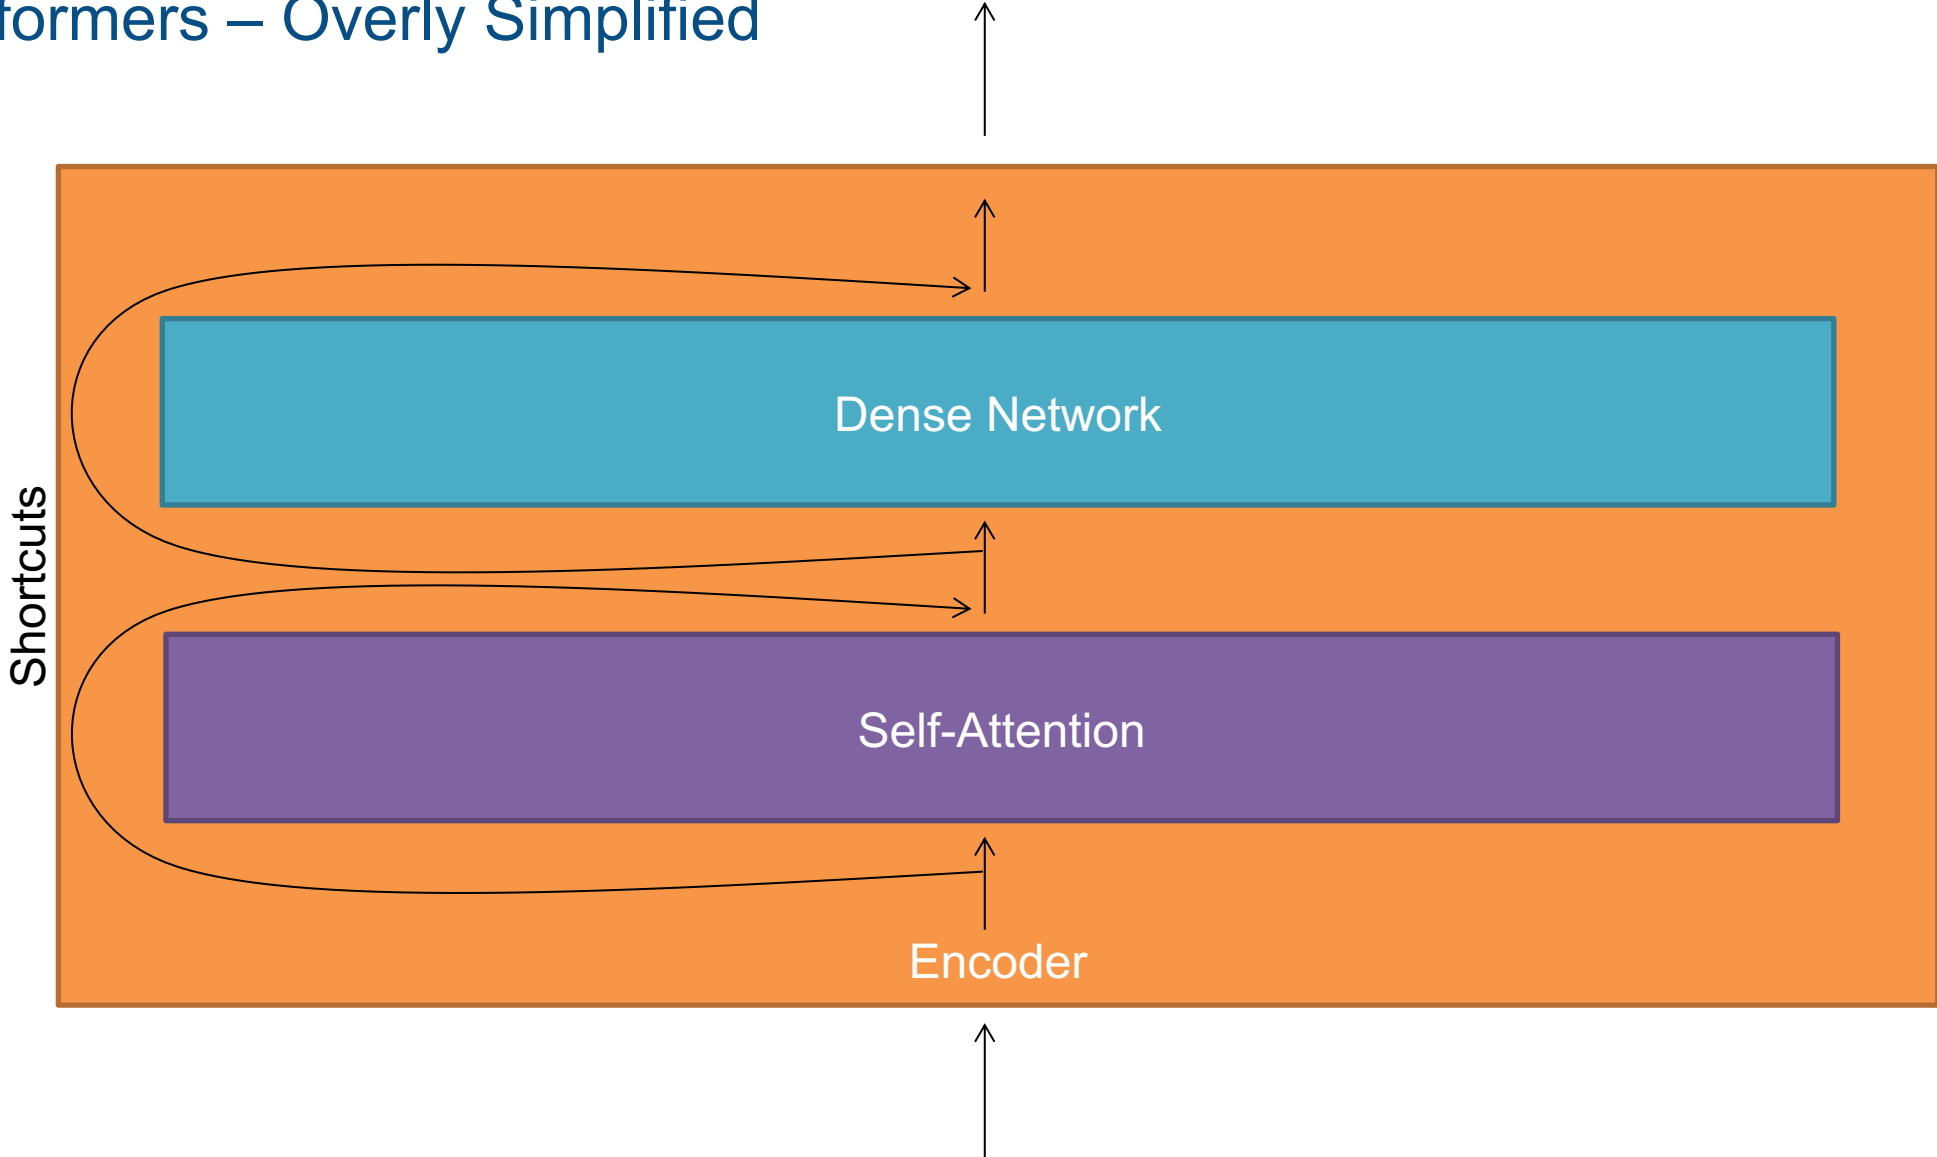 formers – Overly Simplified
Dense Network
Shortcuts
Self-Attention
Encoder